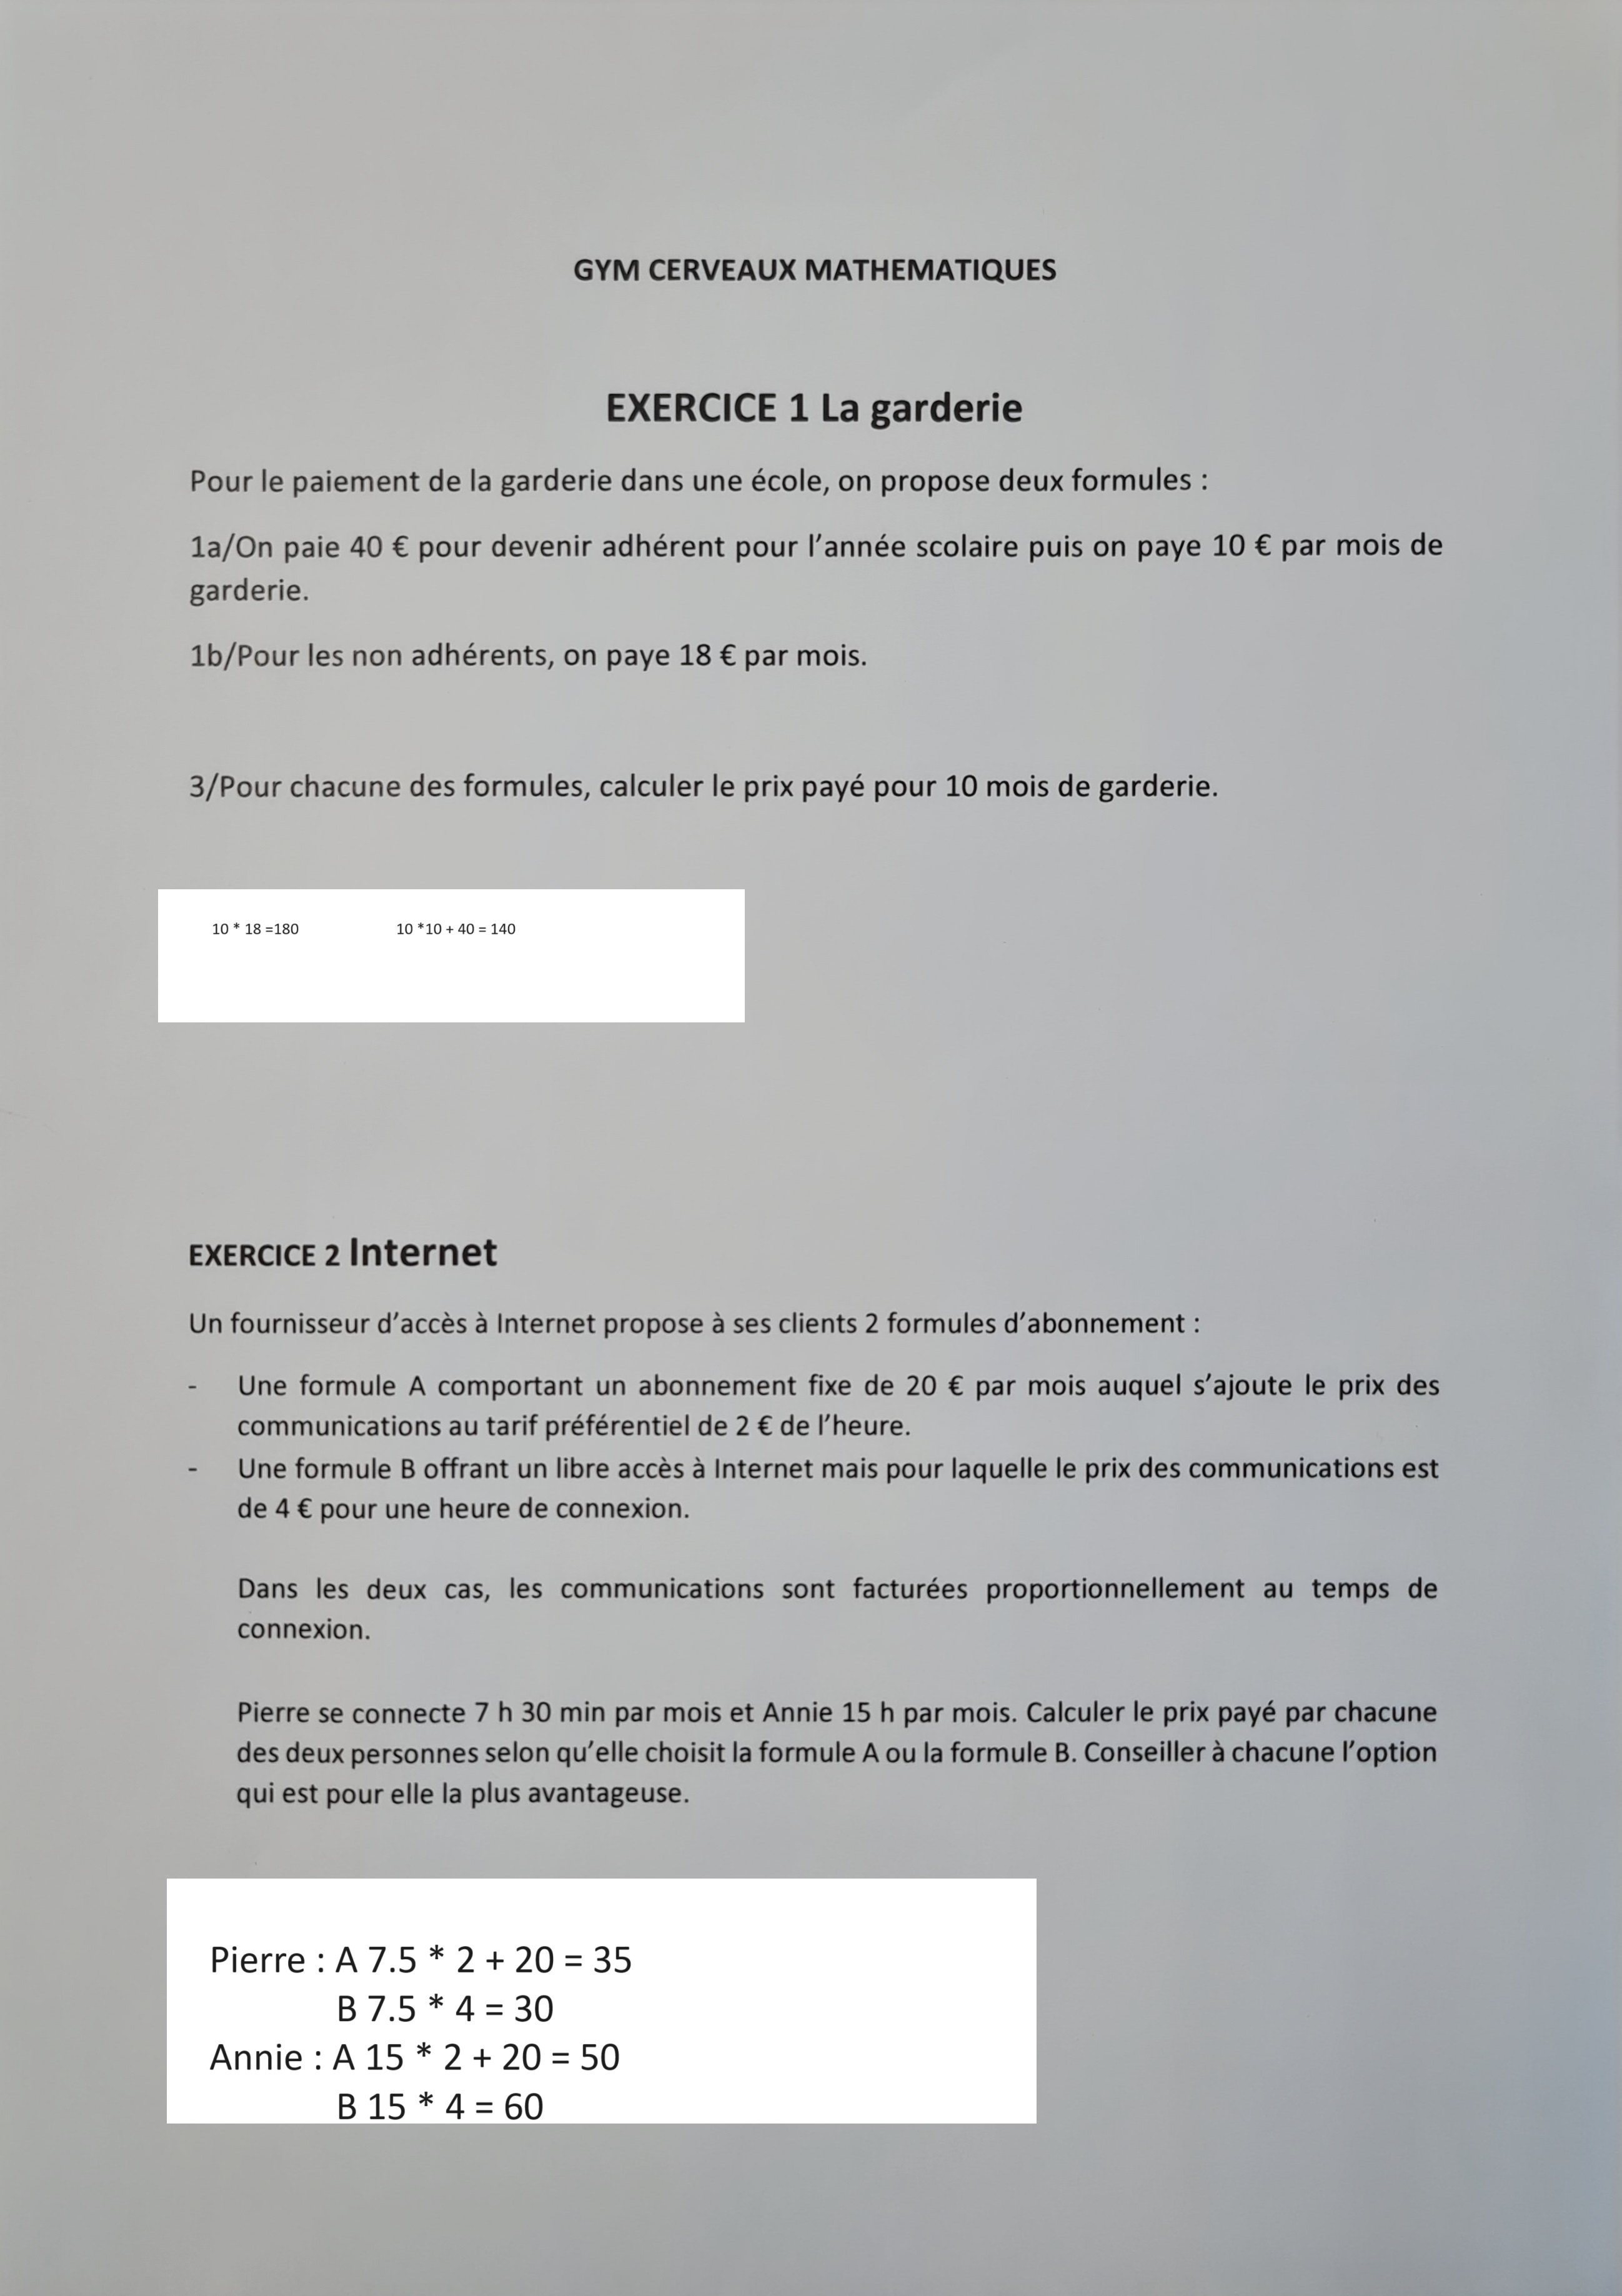 GYM CERVEAUX MATHEMATIQUES
EXERCICE 1 La garderie
Pour le paiement de la garderie dans une école, on propose deux formules :
1a/On paie 40 € pour devenir adhérent pour l'année scolaire puis on paye 10 € par mois de
garderie.
1b/Pour les non adhérents, on paye 18 € par mois.
3/Pour chacune des formules, calculer le prix payé pour 10 mois de garderie.
10 * 18 =180 10 *10 + 40 = 140
EXERCICE 2 Internet
Un fournisseur d'accès à Internet propose à ses clients 2 formules d'abonnement :
- Une formule A comportant un abonnement fixe de 20 € par mois auquel s'ajoute le prix des
communications au tarif préférentiel de 2 € de l'heure.
- Une formule B offrant un libre accès à Internet mais pour laquelle le prix des communications est
de 4 € pour une heure de connexion.
Dans les deux cas, les communications sont facturées proportionnellement au temps de
connexion.
Pierre se connecte 7 h 30 min par mois et Annie 15 h par mois. Calculer le prix payé par chacune
des deux personnes selon qu'elle choisit la formule A ou la formule B. Conseiller à chacune l'option
qui est pour elle la plus avantageuse.
Pierre : A 7.5 * 2 + 20 = 35
B 7.5 * 4 = 30
Annie : A 15 * 2 + 20 = 50
B 15 * 4 = 60